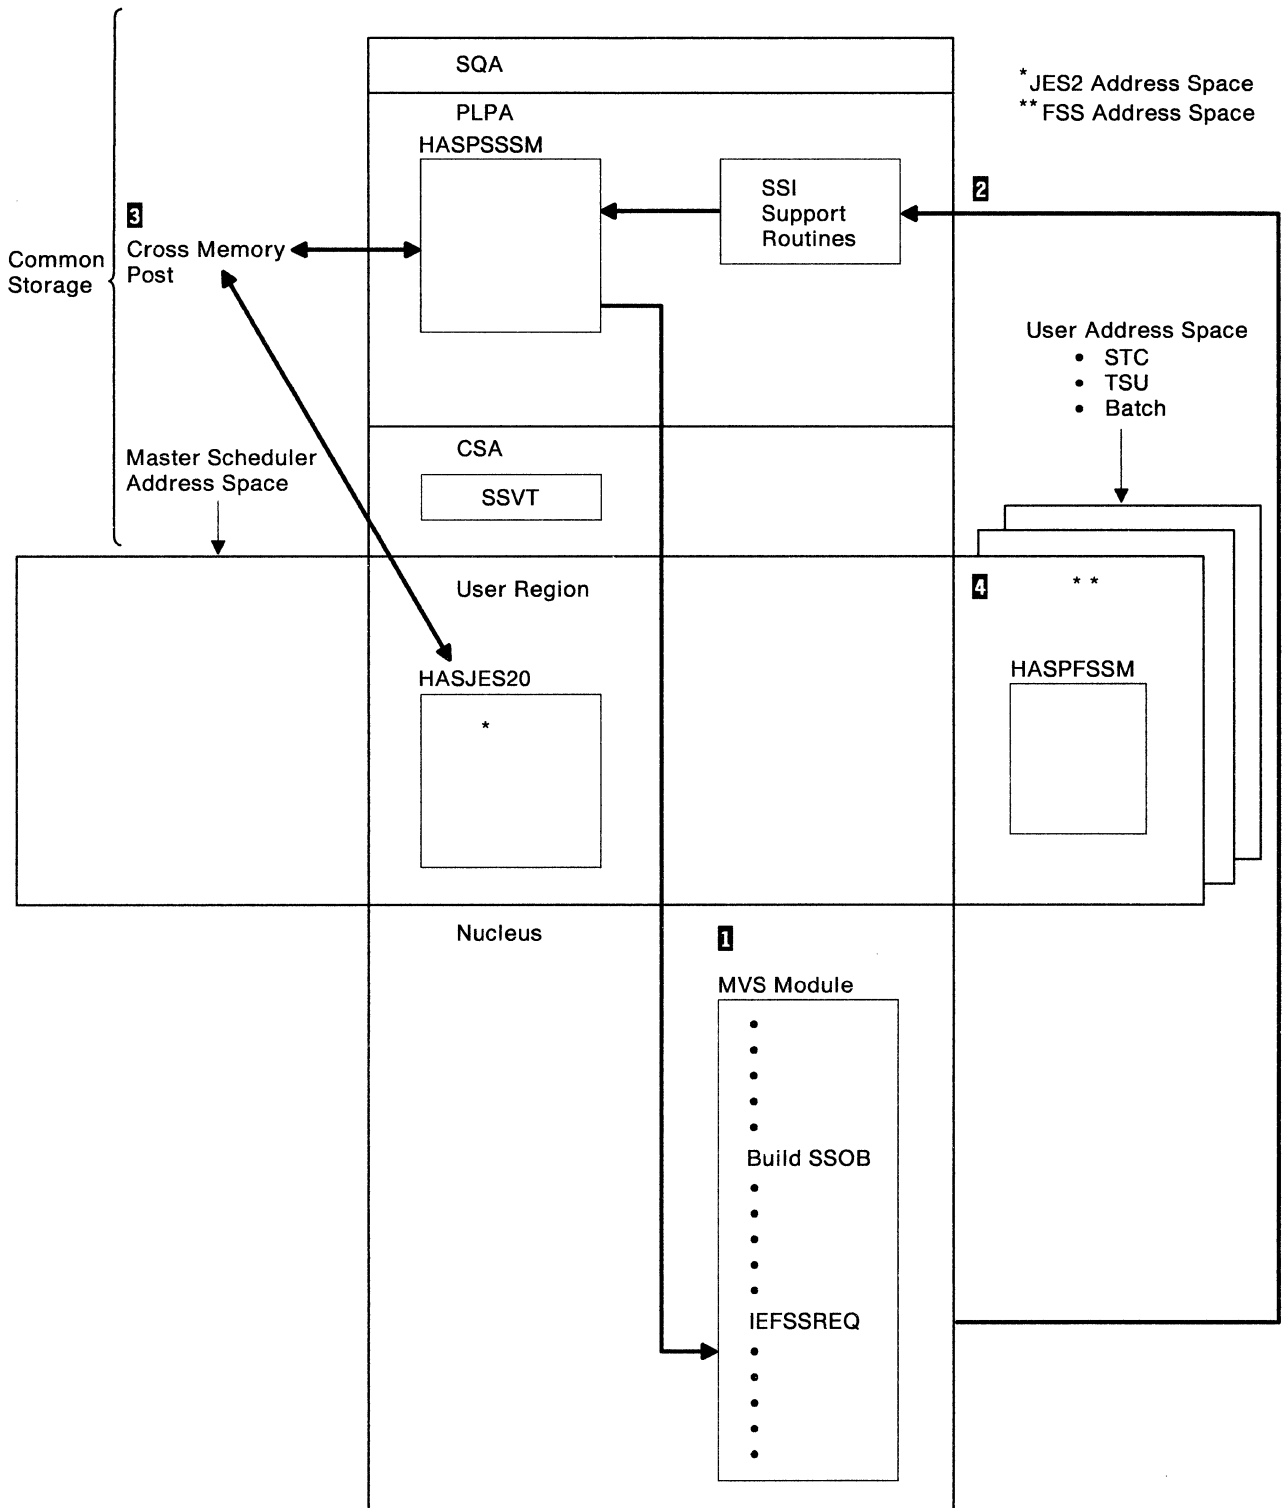 SQA
*JES2 Address Space
**FSS Address Space
PLPA
HASPSSSM
SSI
Support
Routines
2
3
Cross Memory
Post
Common
Storage
User Address Space
• STC
• TSU
• Batch
CSA
SSVT
Master Scheduler
Address Space
User Region
4
**
HASJES20
*
HASPFSSM
Nucleus
1
MVS Module
Build SSOB
IEFSSREQ